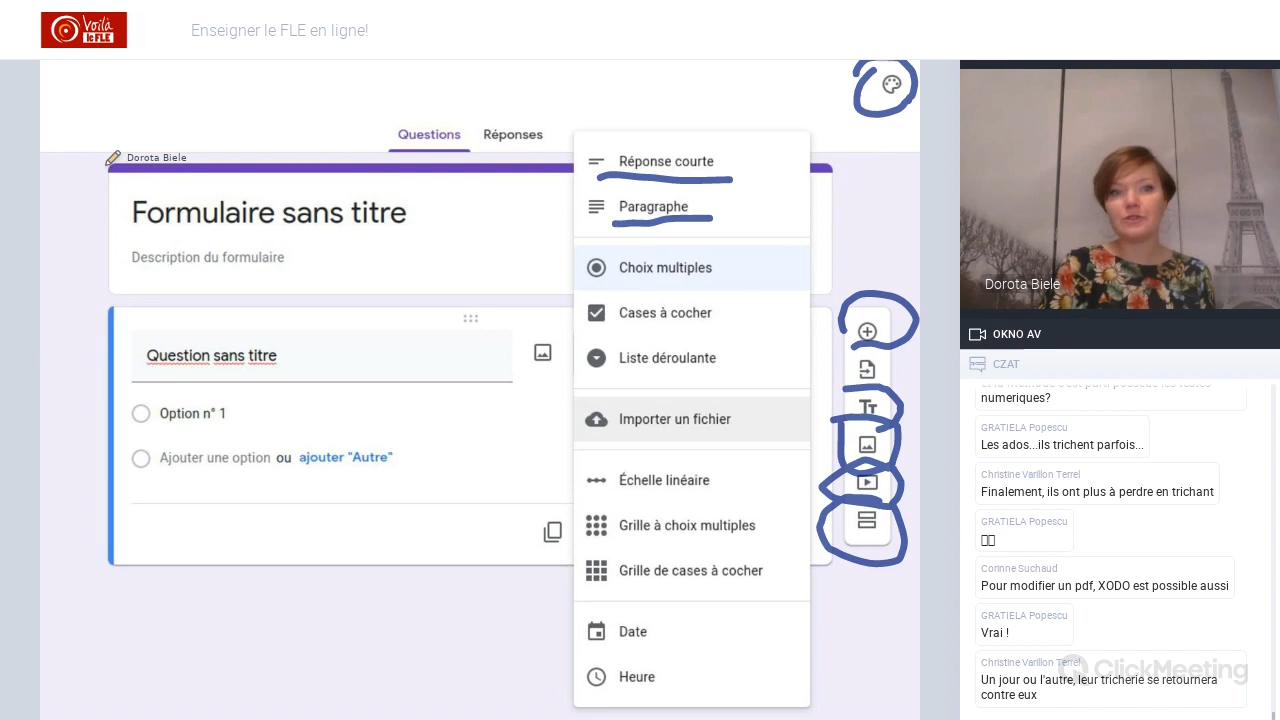 Voilà
le FLE
Enseigner le FLE en ligne!
Questions
Réponses
Dorota Biele
Formulaire sans titre
Description du formulaire
Question sans titre
Option n° 1
Ajouter une option ou ajouter "Autre"
Réponse courte
Paragraphe
Choix multiples
Cases à cocher
Liste déroulante
Importer un fichier
Échelle linéaire
Grille à choix multiples
Grille de cases à cocher
Date
Heure
Tт
Dorota Biele
OKNO AV
CZAT
numeriques?
GRATIELA Popescu
Les ados...ils trichent parfois...
Christine Varillon Terrel
Finalement, ils ont plus à perdre en trichant
GRATIELA Popescu
Corinne Suchaud
Pour modifier un pdf, XODO est possible aussi
GRATIELA Popescu
Vrai !
Christine Varillon Terrel
Un jour ou l'autre, leur tricherie se retournera
contre eux
ClickMeeting